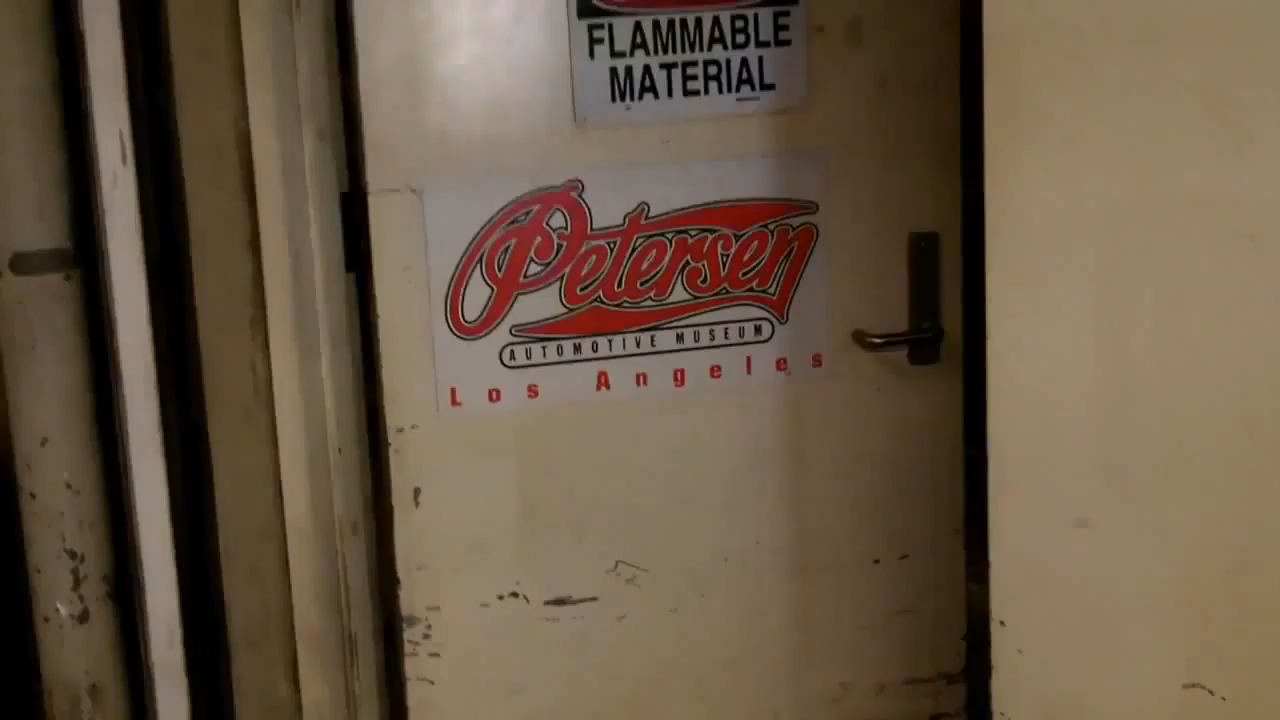 FLAMMABLE
MATERIAL
Petersen
AUTOMOTIVE MUSEUM
Los Angeles